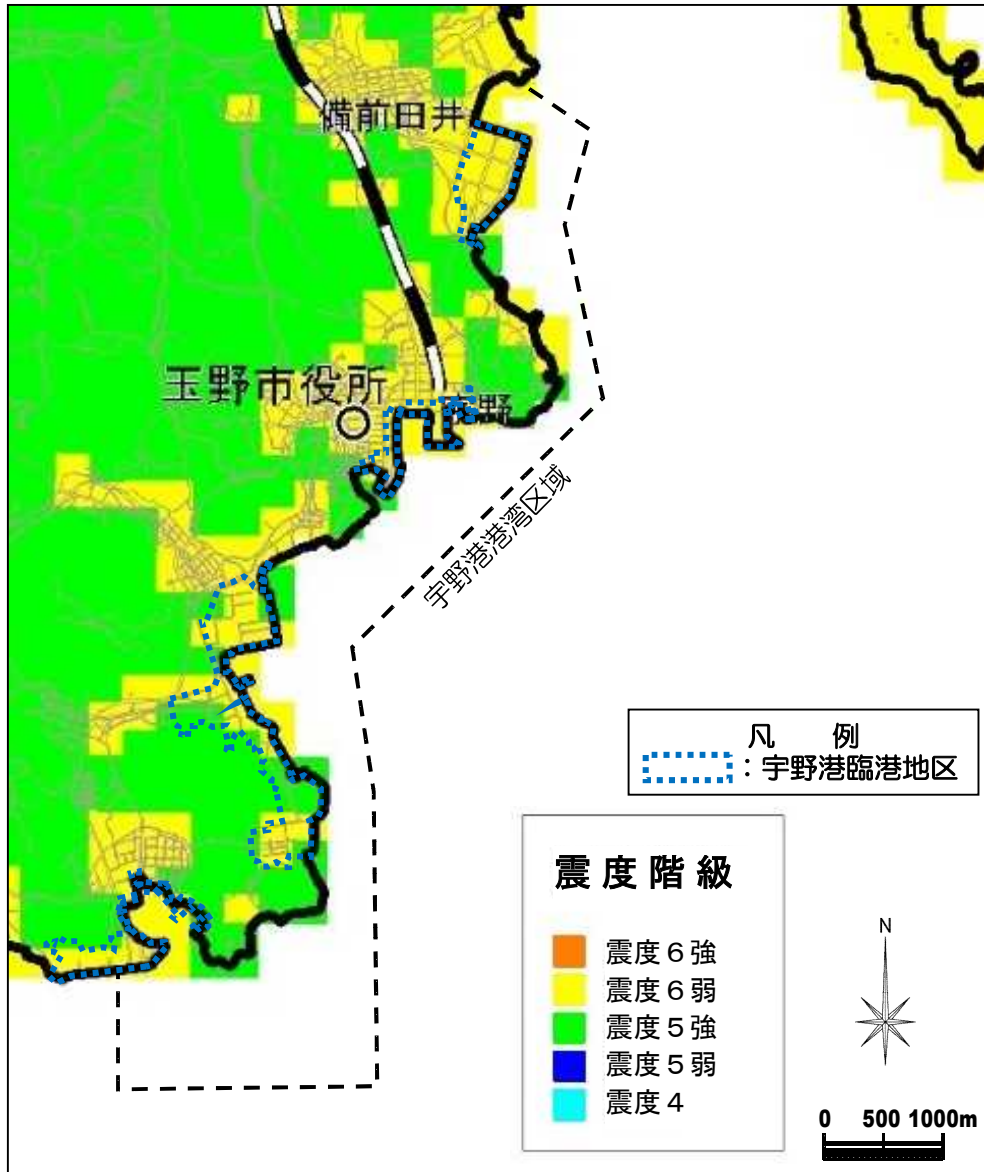 備前田井
玉野市役所
宇野港港湾区域
凡　例
：宇野港臨港地区
震度階級
震度６強
震度６弱
震度５強
震度５弱
震度４
N
0 500 1000m